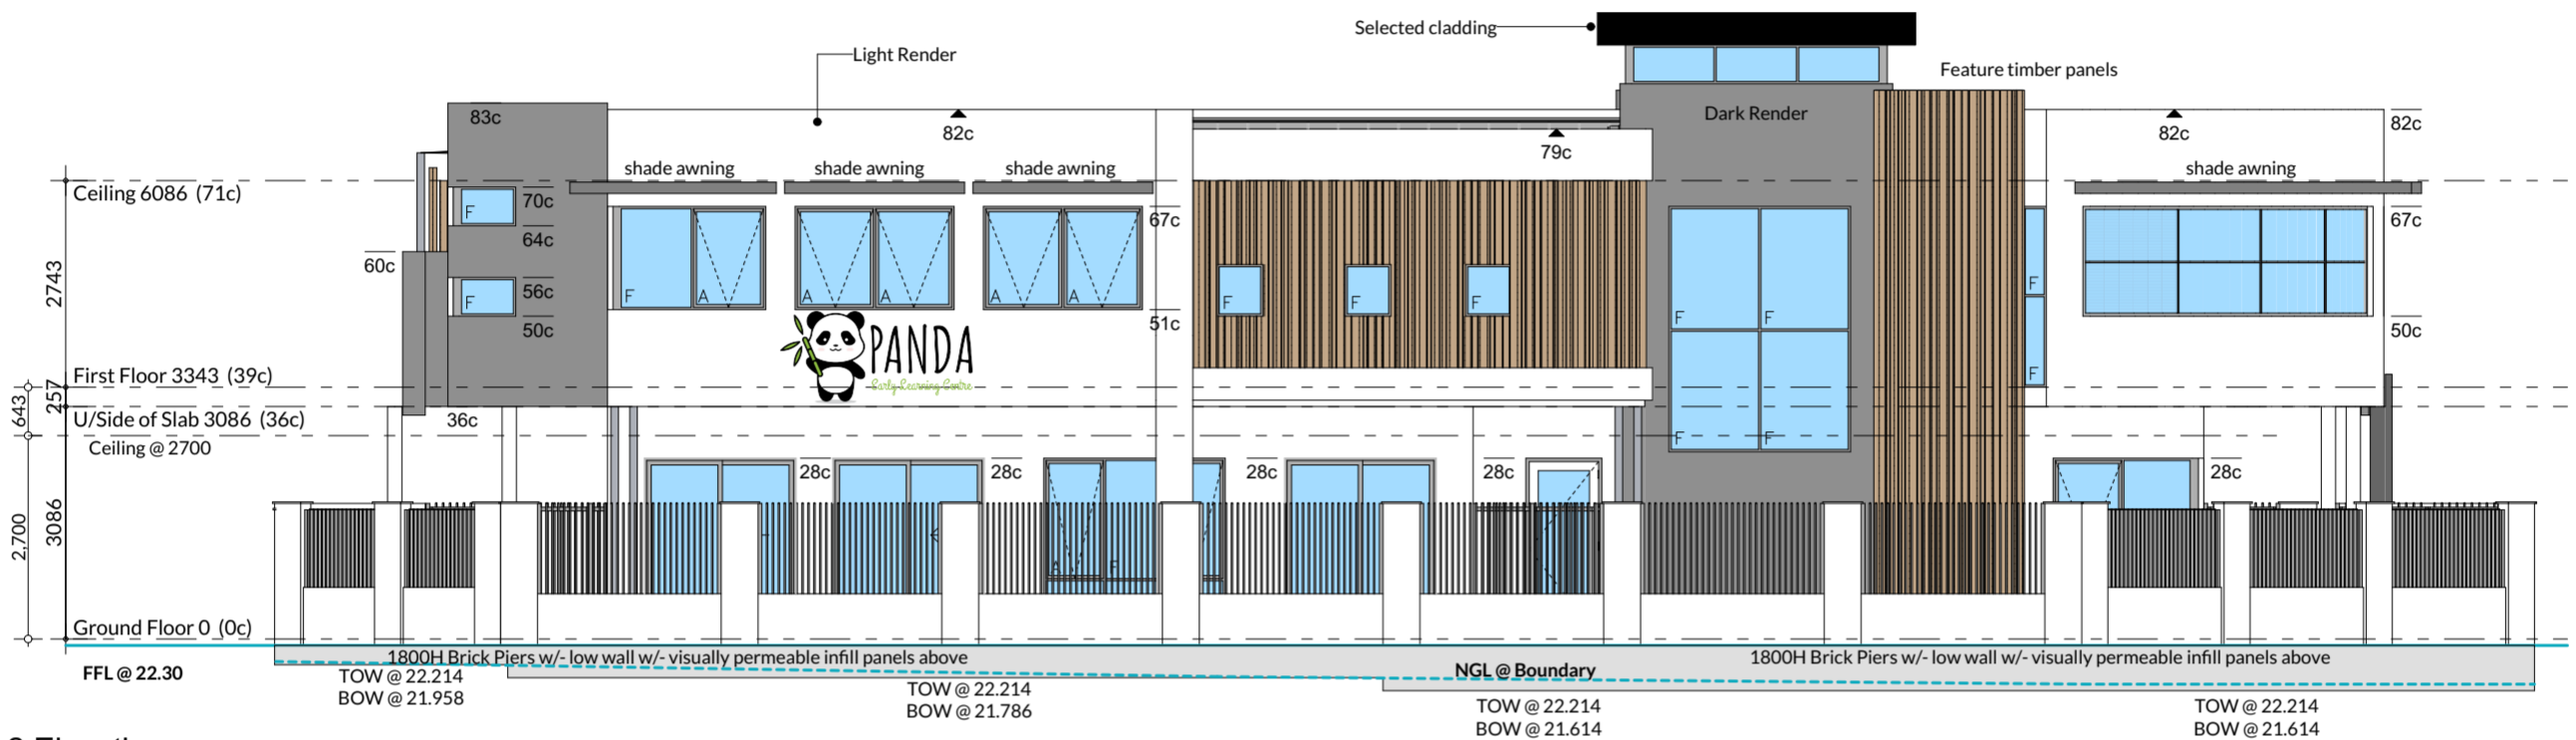 Selected cladding
Light Render
Feature timber panels
83c
82c
Dark Render
82c
82c
79c
shade awning
shade awning
shade awning
shade awning
Ceiling 6086 (71c)
F
70c
67c
67c
64c
60c
2743
F
56c
F
A
A
A
A
A
F
F
F
F
F
F
50c
51c
50c
PANDA
Early Learning Centre
First Floor 3343 (39c)
F
257
643
U/Side of Slab 3086 (36c)
36c
Ceiling @ 2700
F
F
28c
28c
28c
28c
28c
2,700
3086
A
F
Ground Floor 0 (0c)
1800H Brick Piers w/- low wall w/- visually permeable infill panels above
1800H Brick Piers w/- low wall w/- visually permeable infill panels above
FFL @ 22.30
NGL @ Boundary
TOW @ 22.214
BOW @ 21.958
TOW @ 22.214
BOW @ 21.786
TOW @ 22.214
BOW @ 21.614
TOW @ 22.214
BOW @ 21.614